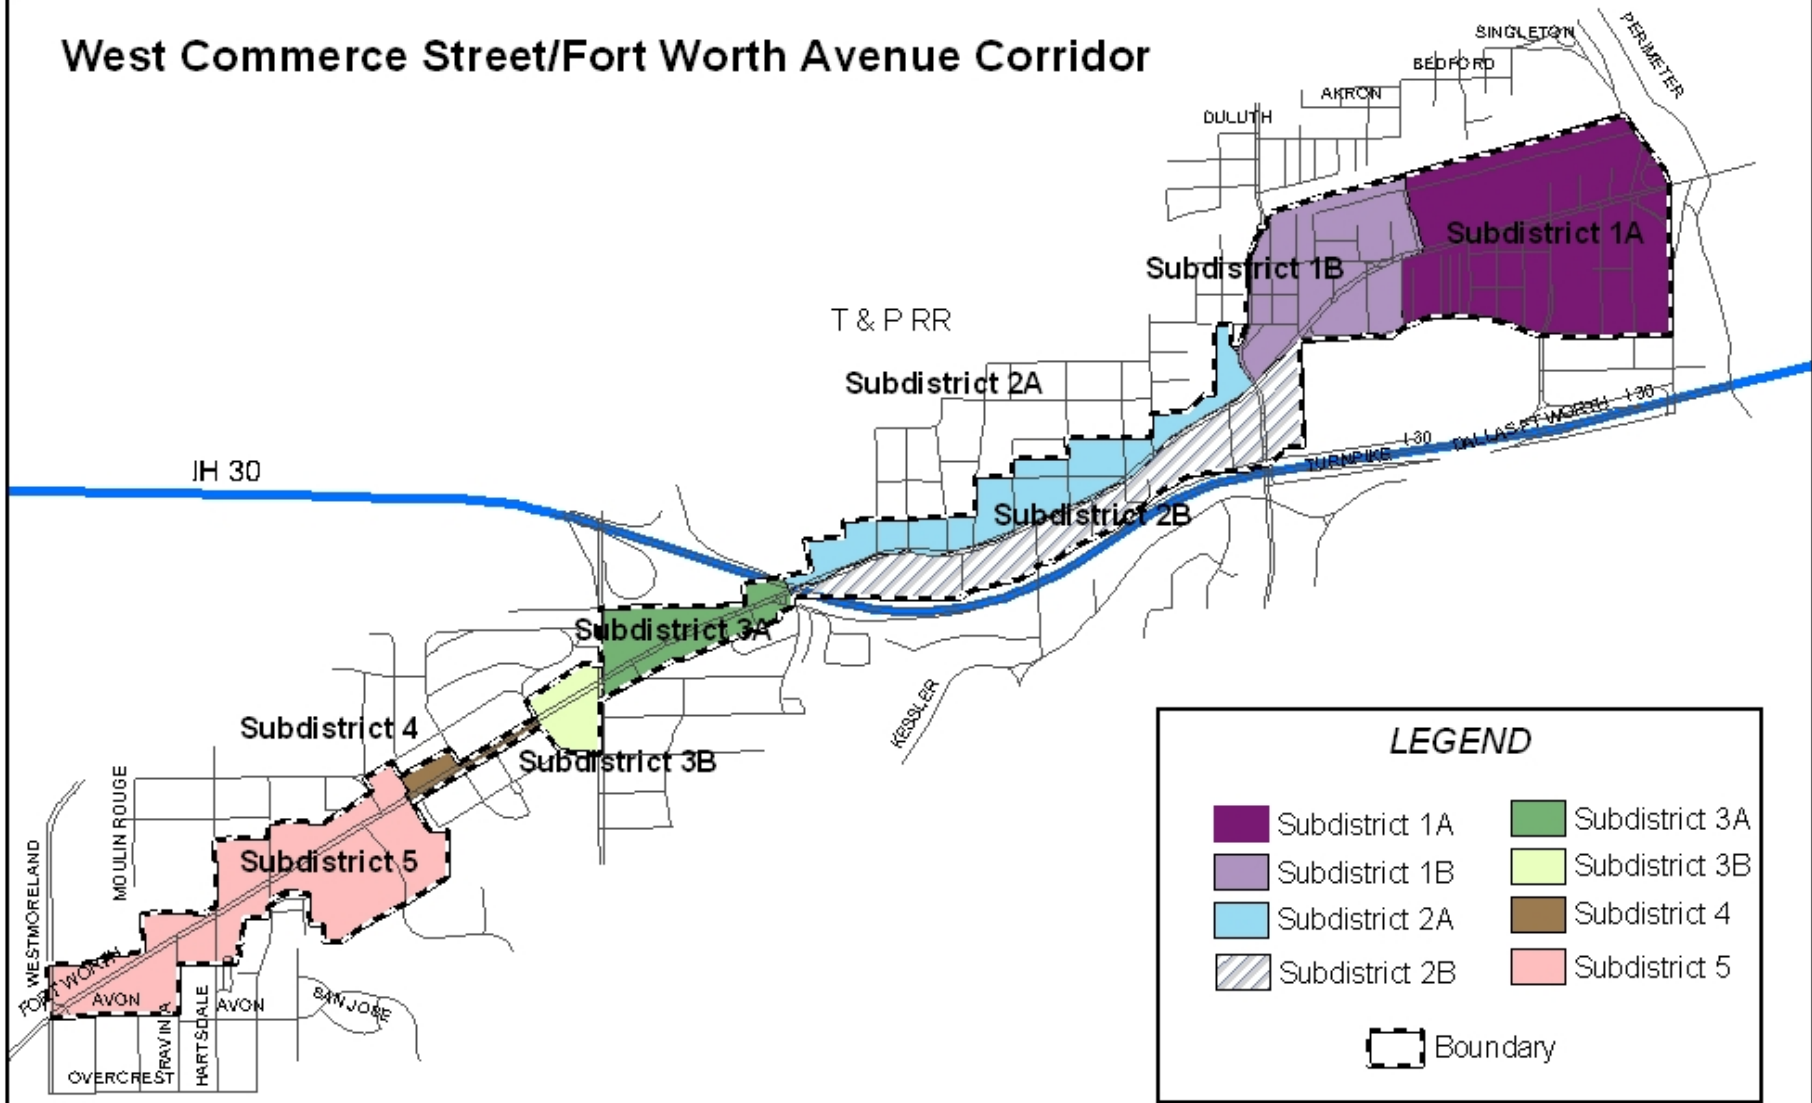 West Commerce Street/Fort Worth Avenue Corridor
SINGLETON
PERIMETER
BEDFORD
AKRON
DULUTH
Subdistrict 1A
Subdistrict 1B
T & P RR
Subdistrict 2A
I-30
DALLAS FT WORTH
I-30
TURNPIKE
IH 30
Subdistrict 2B
Subdistrict 3A
KESSLER
Subdistrict 4
Subdistrict 3B
MOULIN ROUGE
WESTMORELAND
Subdistrict 5
FORT WORTH
AVON
RAVINIA
HARTSDALE
AVON
SAN JOSE
OVERCREST
LEGEND
Subdistrict 1A
Subdistrict 1B
Subdistrict 2A
Subdistrict 2B
Subdistrict 3A
Subdistrict 3B
Subdistrict 4
Subdistrict 5
Boundary